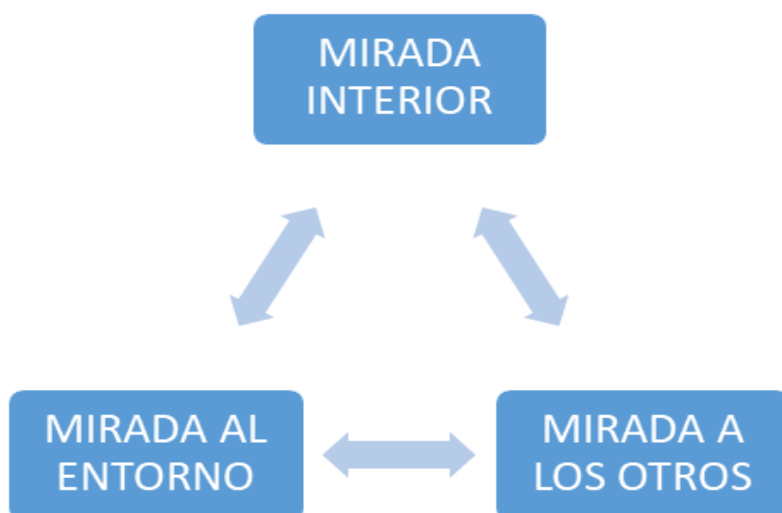 MIRADA
INTERIOR
MIRADA AL
ENTORNO
MIRADA A
LOS OTROS